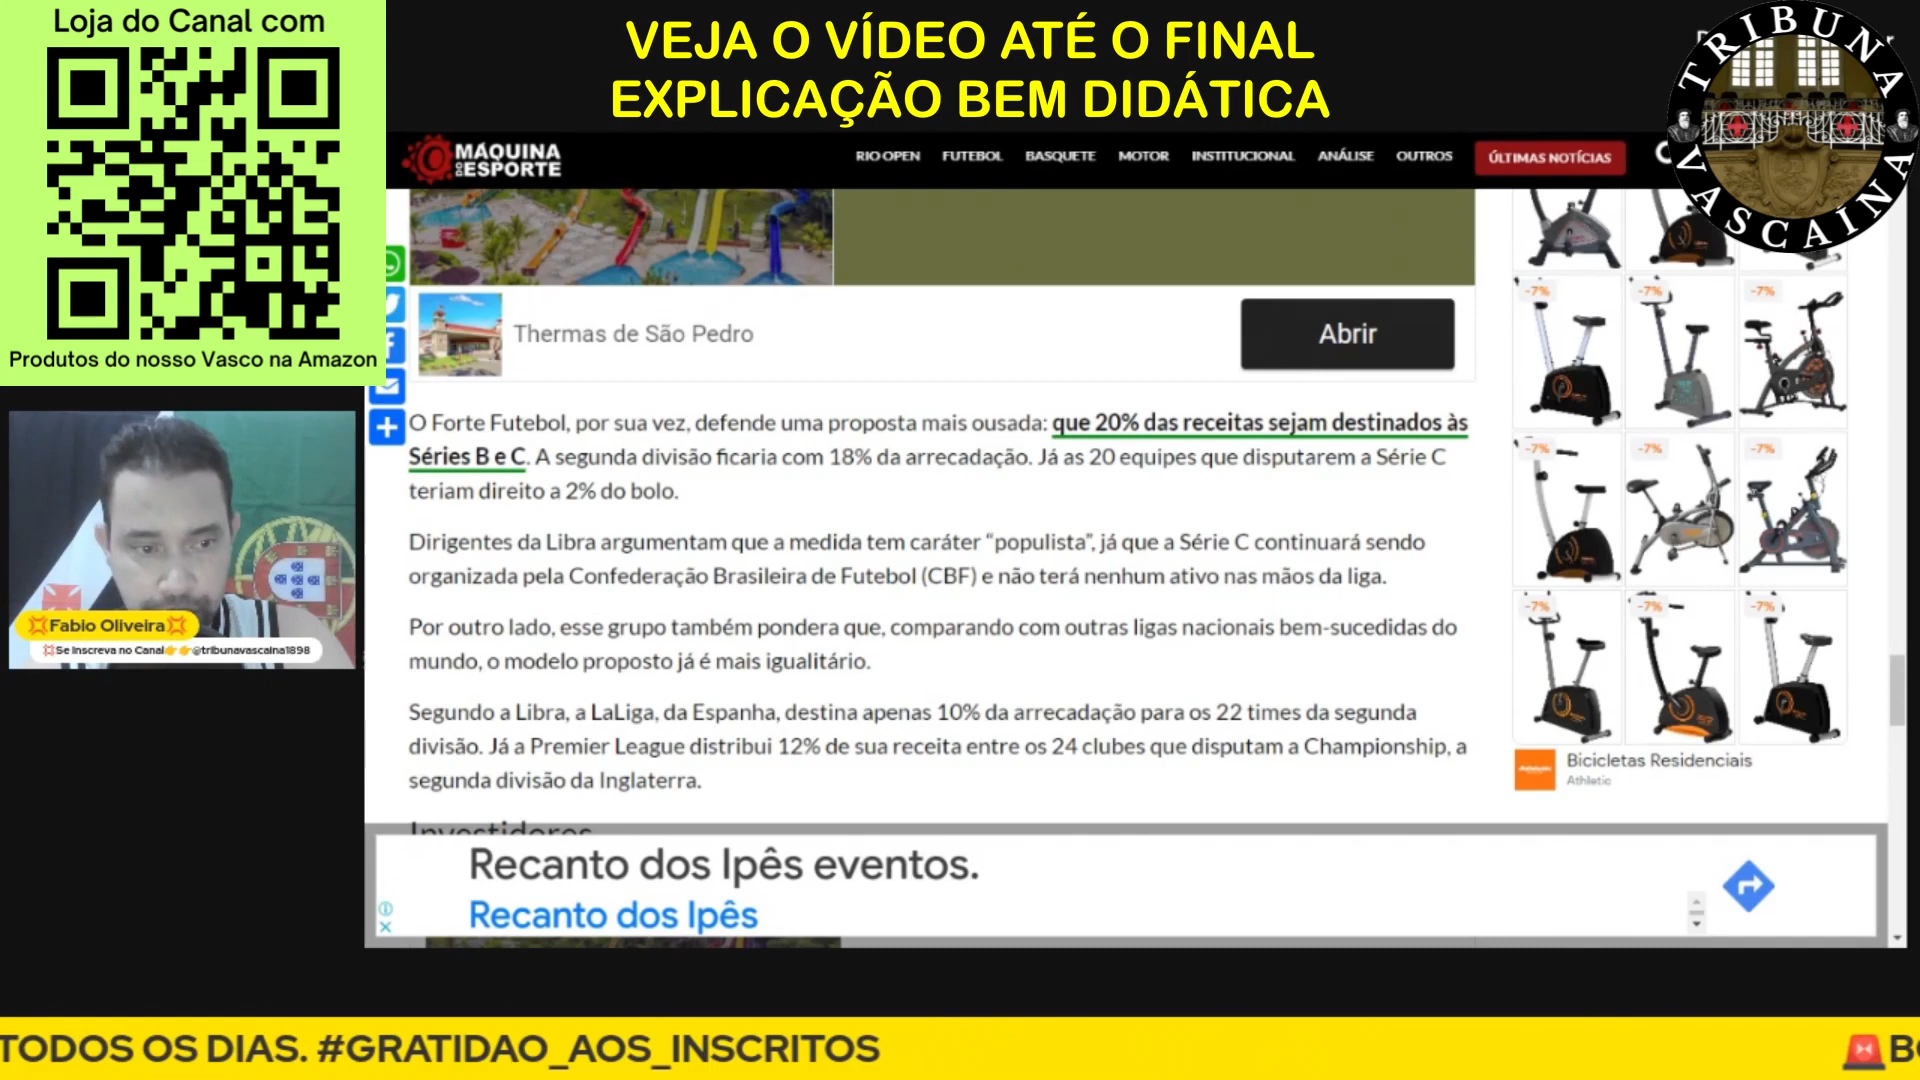 Loja do Canal com
Produtos do nosso Vasco na Amazon
VEJA O VÍDEO ATÉ O FINAL
EXPLICAÇÃO BEM DIDÁTICA
TRIBUNA
VASCAÍNA
MÁQUINA
DO ESPORTE
RIO OPEN FUTEBOL BASQUETE MOTOR INSTITUCIONAL ANÁLISE OUTROS ÚLTIMAS NOTÍCIAS
Thermas de São Pedro
Abrir
O Forte Futebol, por sua vez, defende uma proposta mais ousada: que 20% das receitas sejam destinados às
Séries B e C. A segunda divisão ficaria com 18% da arrecadação. Já as 20 equipes que disputarem a Série C
teriam direito a 2% do bolo.
Dirigentes da Libra argumentam que a medida tem caráter “populista”, já que a Série C continuará sendo
organizada pela Confederação Brasileira de Futebol (CBF) e não terá nenhum ativo nas mãos da liga.
Por outro lado, esse grupo também pondera que, comparando com outras ligas nacionais bem-sucedidas do
mundo, o modelo proposto já é mais igualitário.
Segundo a Libra, a LaLiga, da Espanha, destina apenas 10% da arrecadação para os 22 times da segunda
divisão. Já a Premier League distribui 12% de sua receita entre os 24 clubes que disputam a Championship, a
segunda divisão da Inglaterra.
Investidores
-7% -7% -7%
-7% -7% -7%
-7% -7% -7%
Bicicletas Residenciais
Athletic
Fabio Oliveira
Se Inscreva no Canal @tribunavascaina1898
Recanto dos Ipês eventos.
Recanto dos Ipês
TODOS OS DIAS. #GRATIDAO_AOS_INSCRITOS